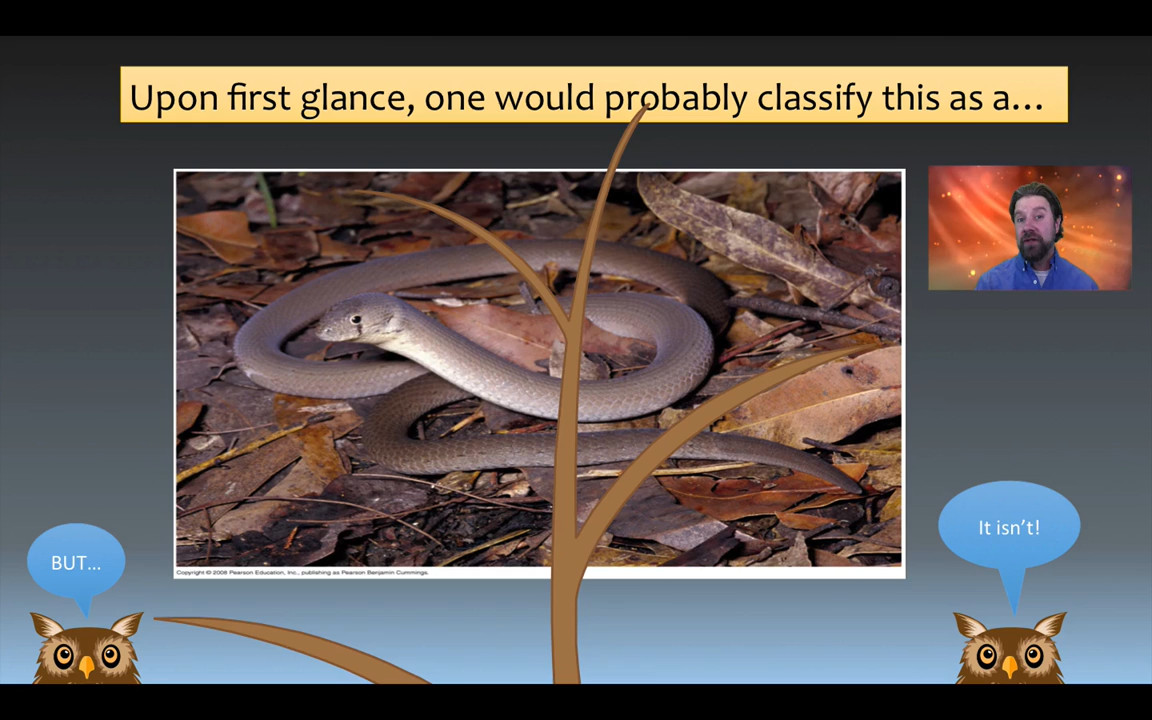 Upon first glance, one would probably classify this as a...
Copyright © 2008 Pearson Education, Inc., publishing as Pearson Benjamin Cummings.
BUT...
It isn't!